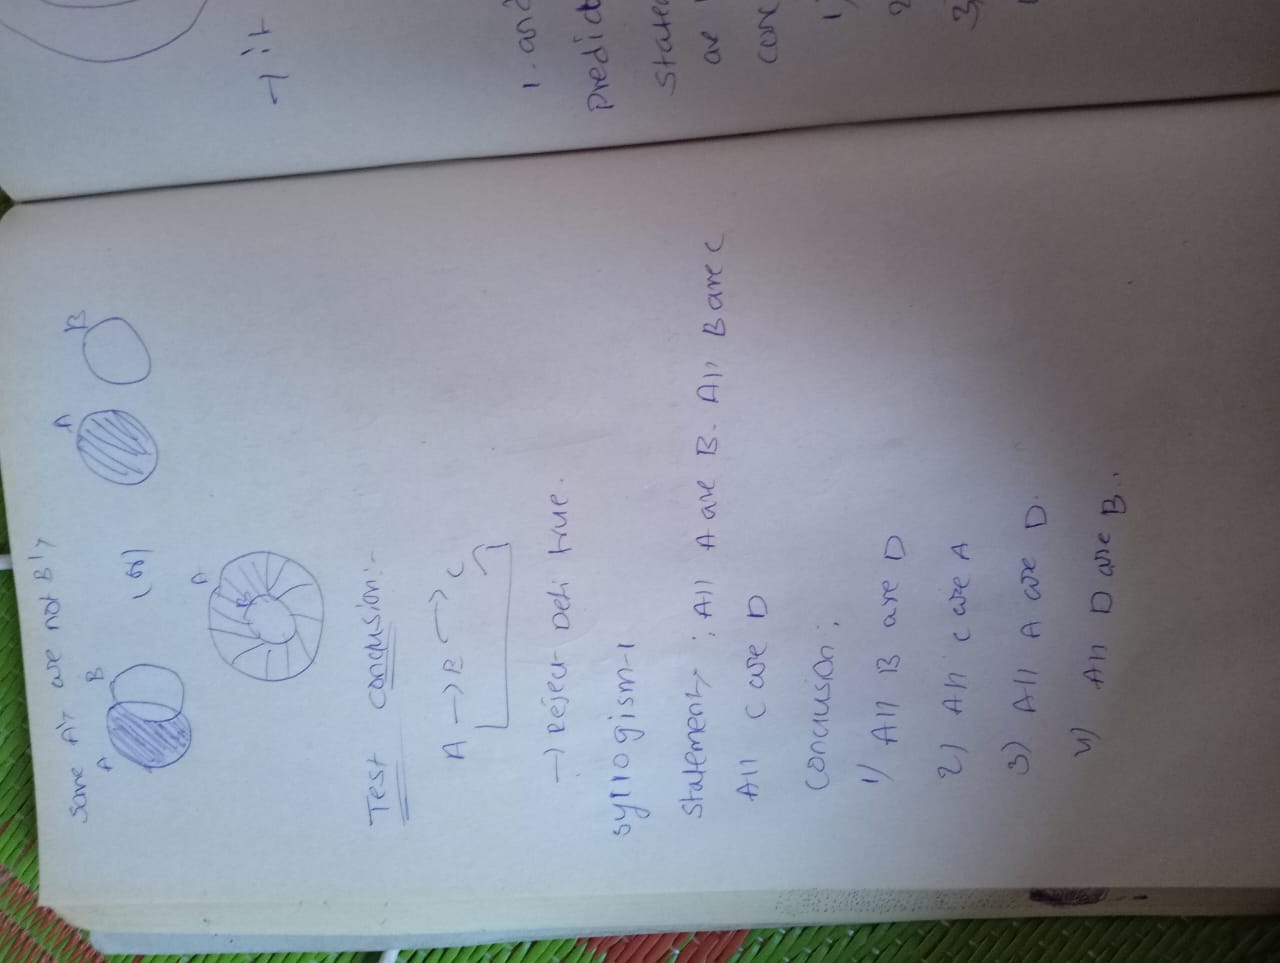 Some A's are not B's
A B (or) A B
A
B
Test conclusion:-
A → B → C
→ Reject Defi true.
syllogism-1
Statement : All A are B. All B are C
All C are D
Conclusion :
1) All B are D
2) All C are A
3) All A are D.
4) All D are B.
→ it
1. and
predict
State
are
con
1)
2
3)